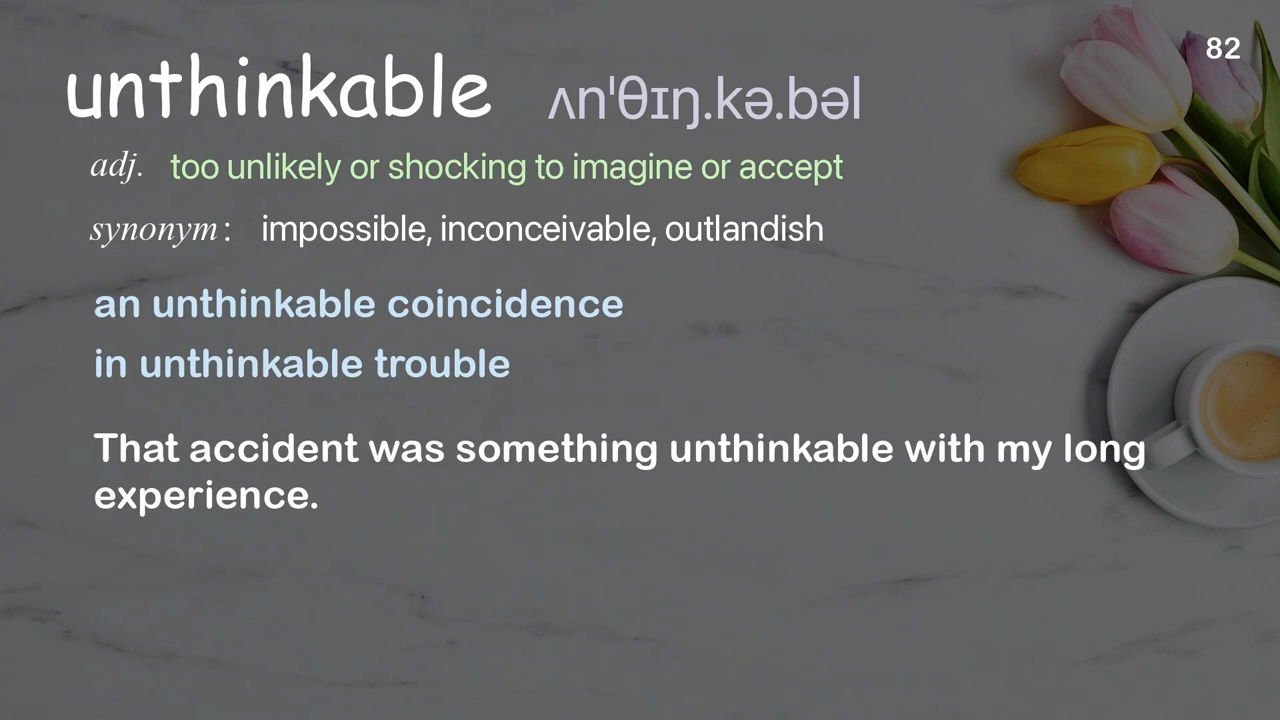 82
unthinkable ʌn'θɪŋ.kə.bəl
adj. too unlikely or shocking to imagine or accept
synonym: impossible, inconceivable, outlandish
an unthinkable coincidence
in unthinkable trouble
That accident was something unthinkable with my long
experience.